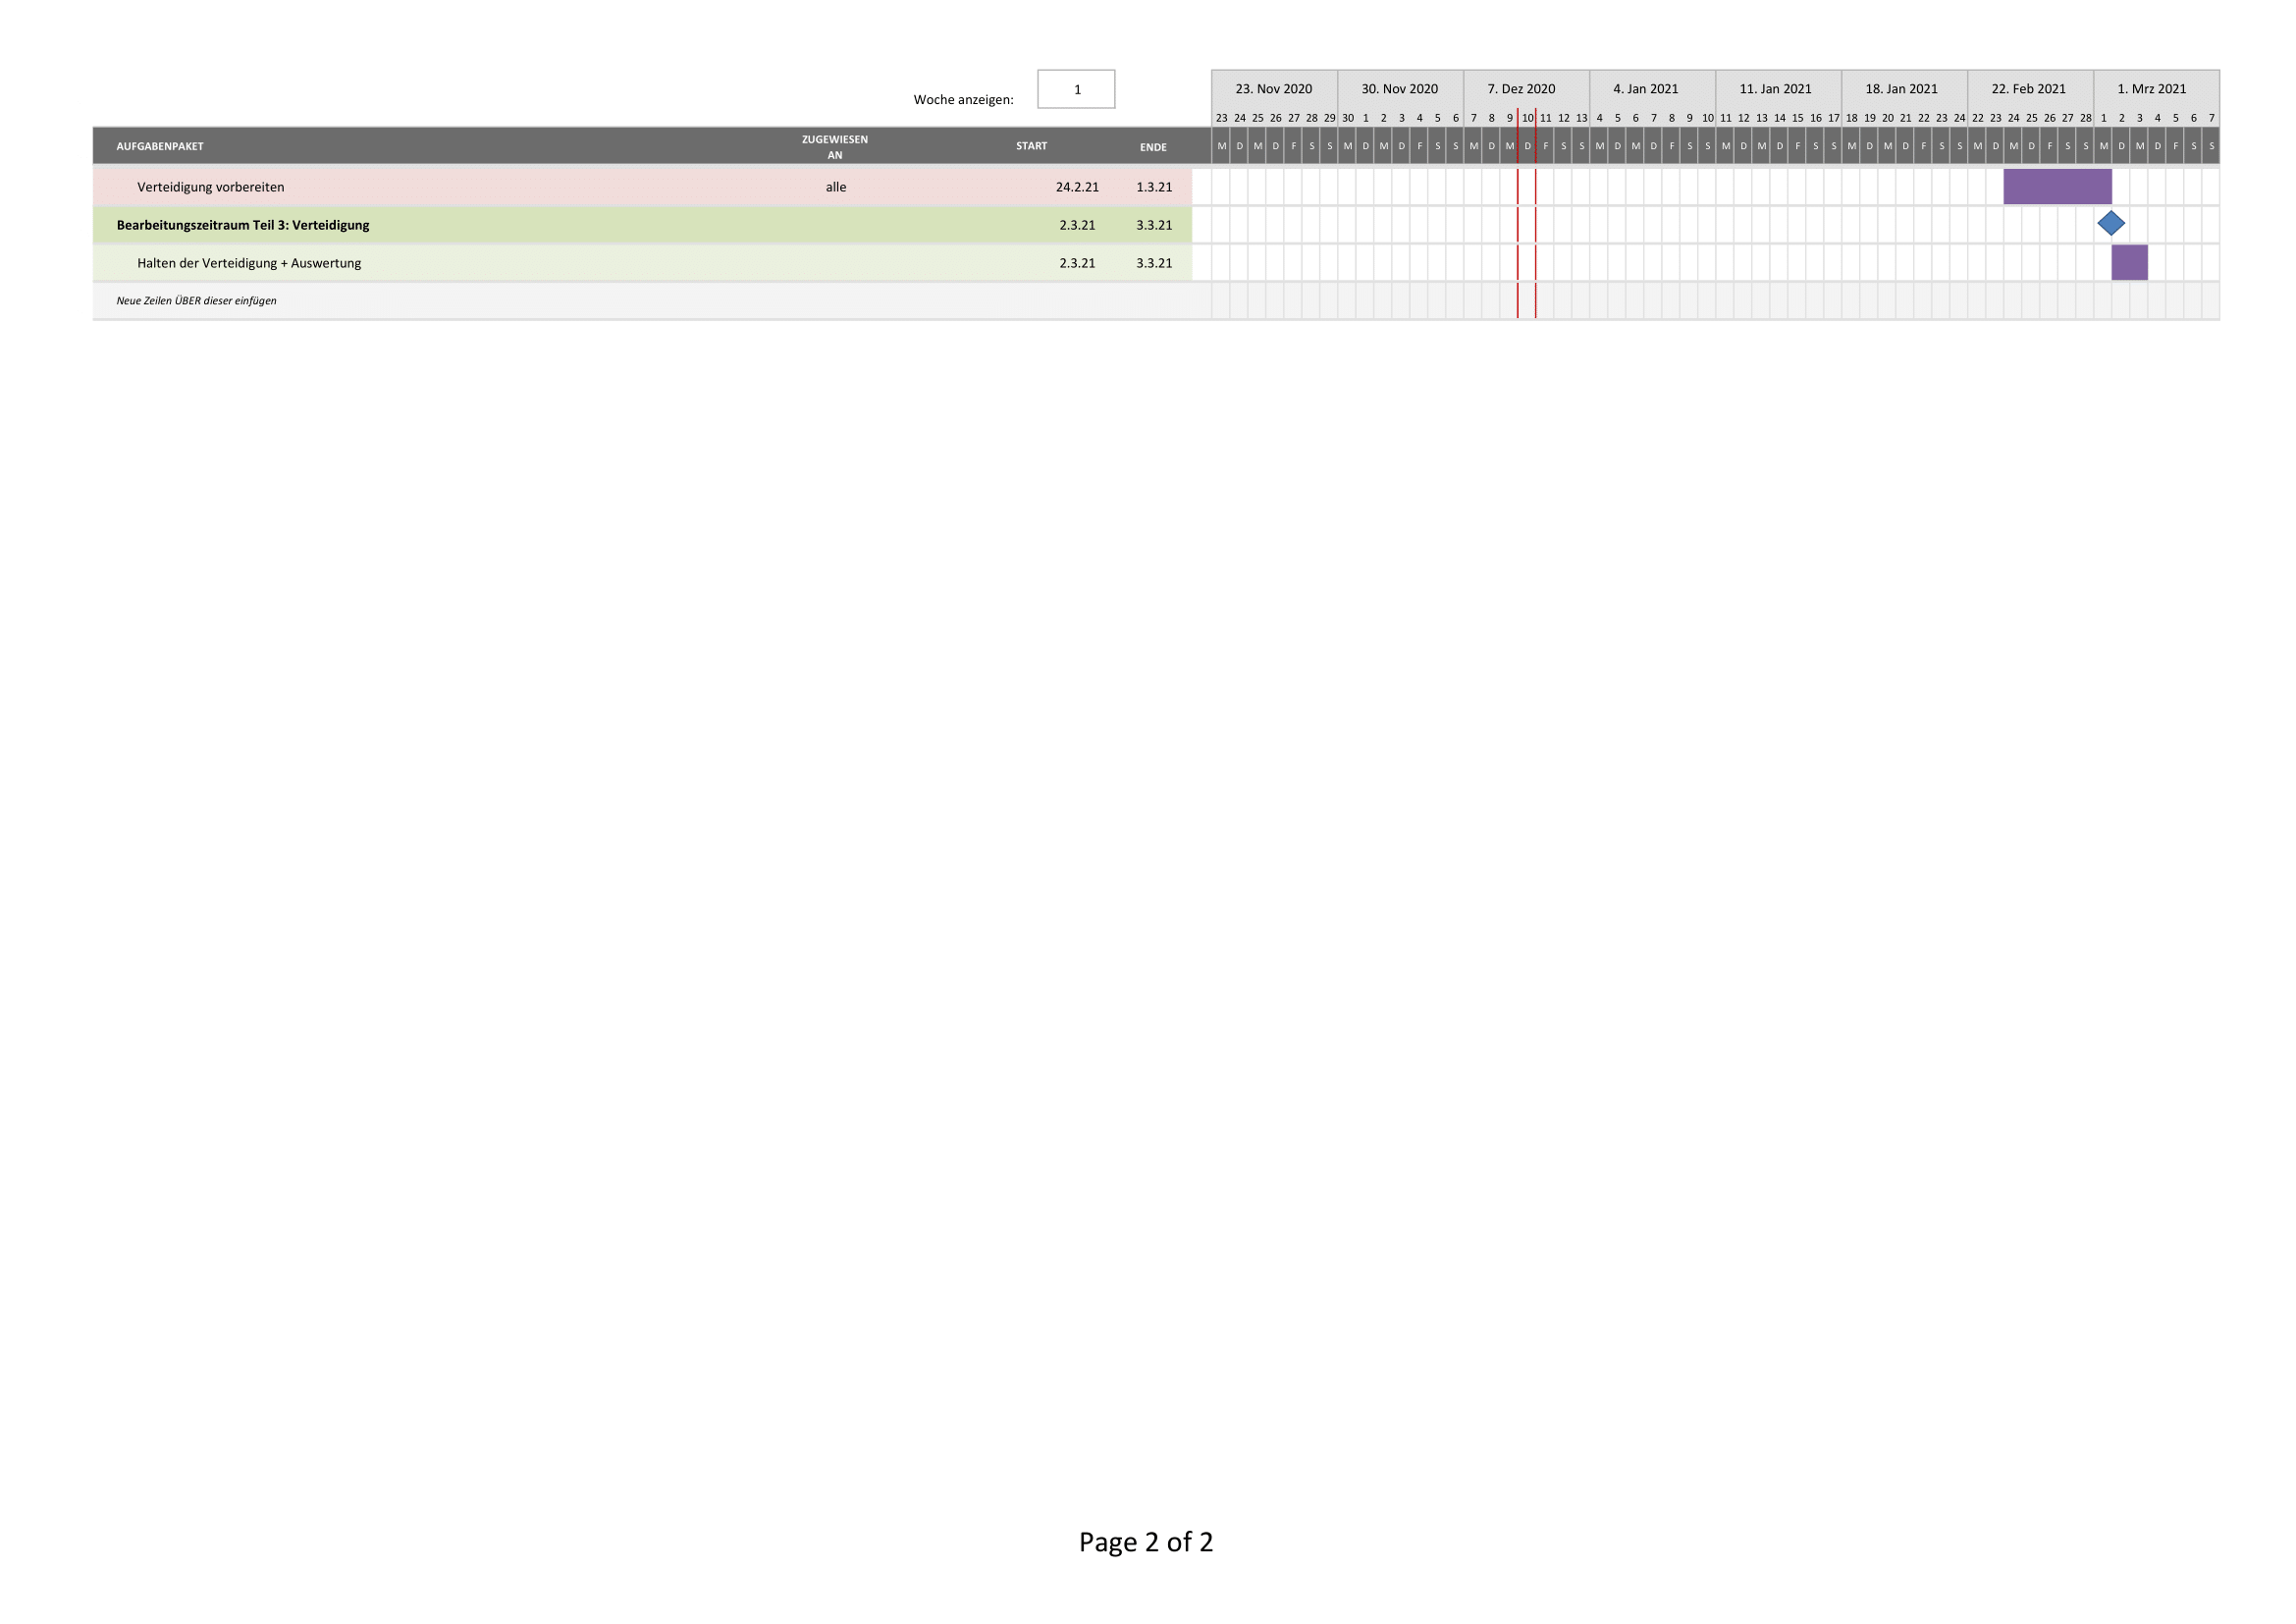 23. Nov 2020 30. Nov 2020 7. Dez 2020 4. Jan 2021 11. Jan 2021 18. Jan 2021 22. Feb 2021 1. Mrz 2021
Woche anzeigen: 1
23 24 25 26 27 28 29 30 1 2 3 4 5 6 7 8 9 10 11 12 13 4 5 6 7 8 9 10 11 12 13 14 15 16 17 18 19 20 21 22 23 24 22 23 24 25 26 27 28 1 2 3 4 5 6 7
AUFGABENPAKET ZUGEWIESEN AN START ENDE M D M D F S S M D M D F S S M D M D F S S M D M D F S S M D M D F S S M D M D F S S M D M D F S S M D M D F S S
Verteidigung vorbereiten alle 24.2.21 1.3.21
Bearbeitungszeitraum Teil 3: Verteidigung 2.3.21 3.3.21
Halten der Verteidigung + Auswertung 2.3.21 3.3.21
Neue Zeilen ÜBER dieser einfügen
Page 2 of 2